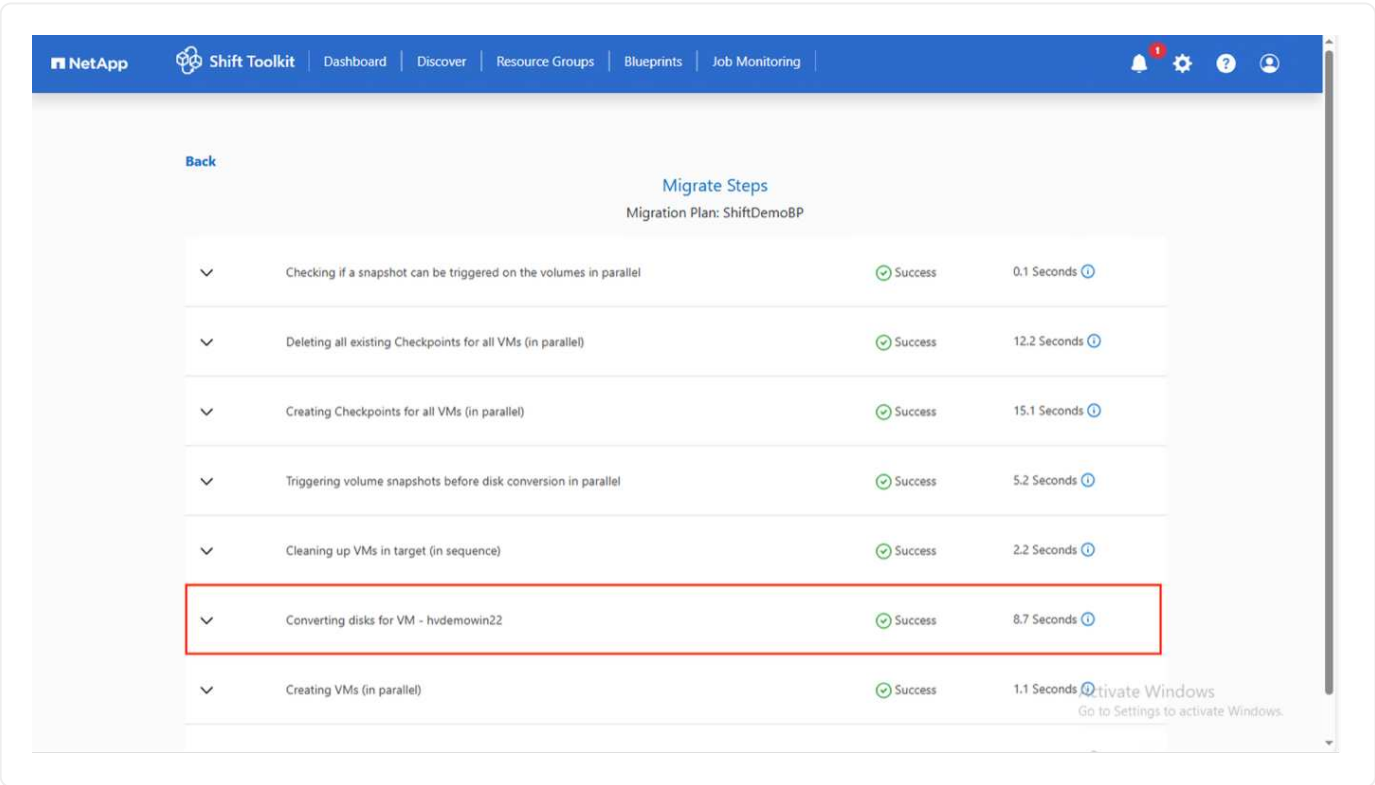 NetApp Shift Toolkit Dashboard Discover Resource Groups Blueprints Job Monitoring 1 ?
Back
Migrate Steps
Migration Plan: ShiftDemoBP
Checking if a snapshot can be triggered on the volumes in parallel Success 0.1 Seconds
Deleting all existing Checkpoints for all VMs (in parallel) Success 12.2 Seconds
Creating Checkpoints for all VMs (in parallel) Success 15.1 Seconds
Triggering volume snapshots before disk conversion in parallel Success 5.2 Seconds
Cleaning up VMs in target (in sequence) Success 2.2 Seconds
Converting disks for VM - hvdemowin22 Success 8.7 Seconds
Creating VMs (in parallel) Success 1.1 Seconds
Activate Windows
Go to Settings to activate Windows.